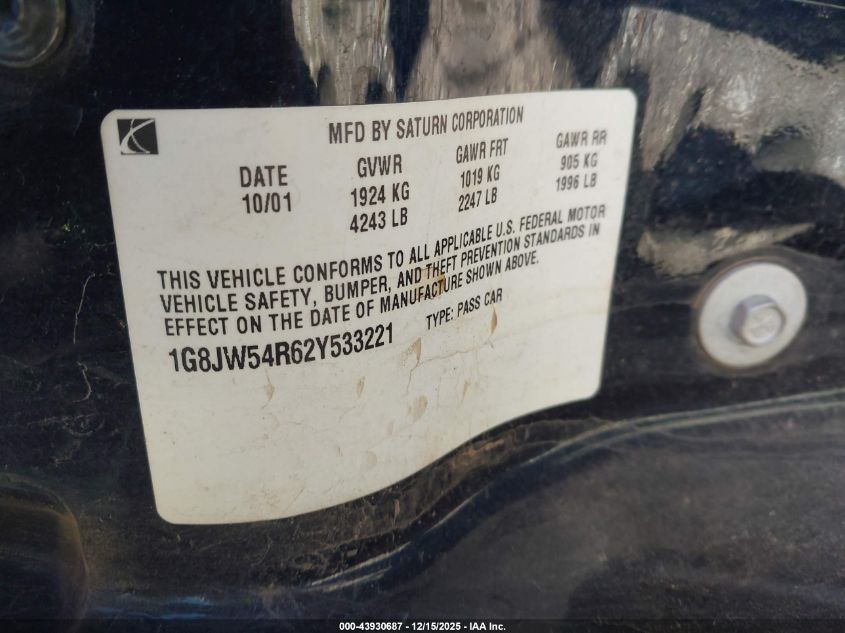 MFD BY SATURN CORPORATION
DATE GVWR GAWR FRT GAWR RR
10/01 1924 KG 1019 KG 905 KG
4243 LB 2247 LB 1996 LB
THIS VEHICLE CONFORMS TO ALL APPLICABLE U.S. FEDERAL MOTOR
VEHICLE SAFETY, BUMPER, AND THEFT PREVENTION STANDARDS IN
EFFECT ON THE DATE OF MANUFACTURE SHOWN ABOVE.
1G8JW54R62Y533221 TYPE: PASS CAR
000-43930687 - 12/15/2025 - IAA Inc.